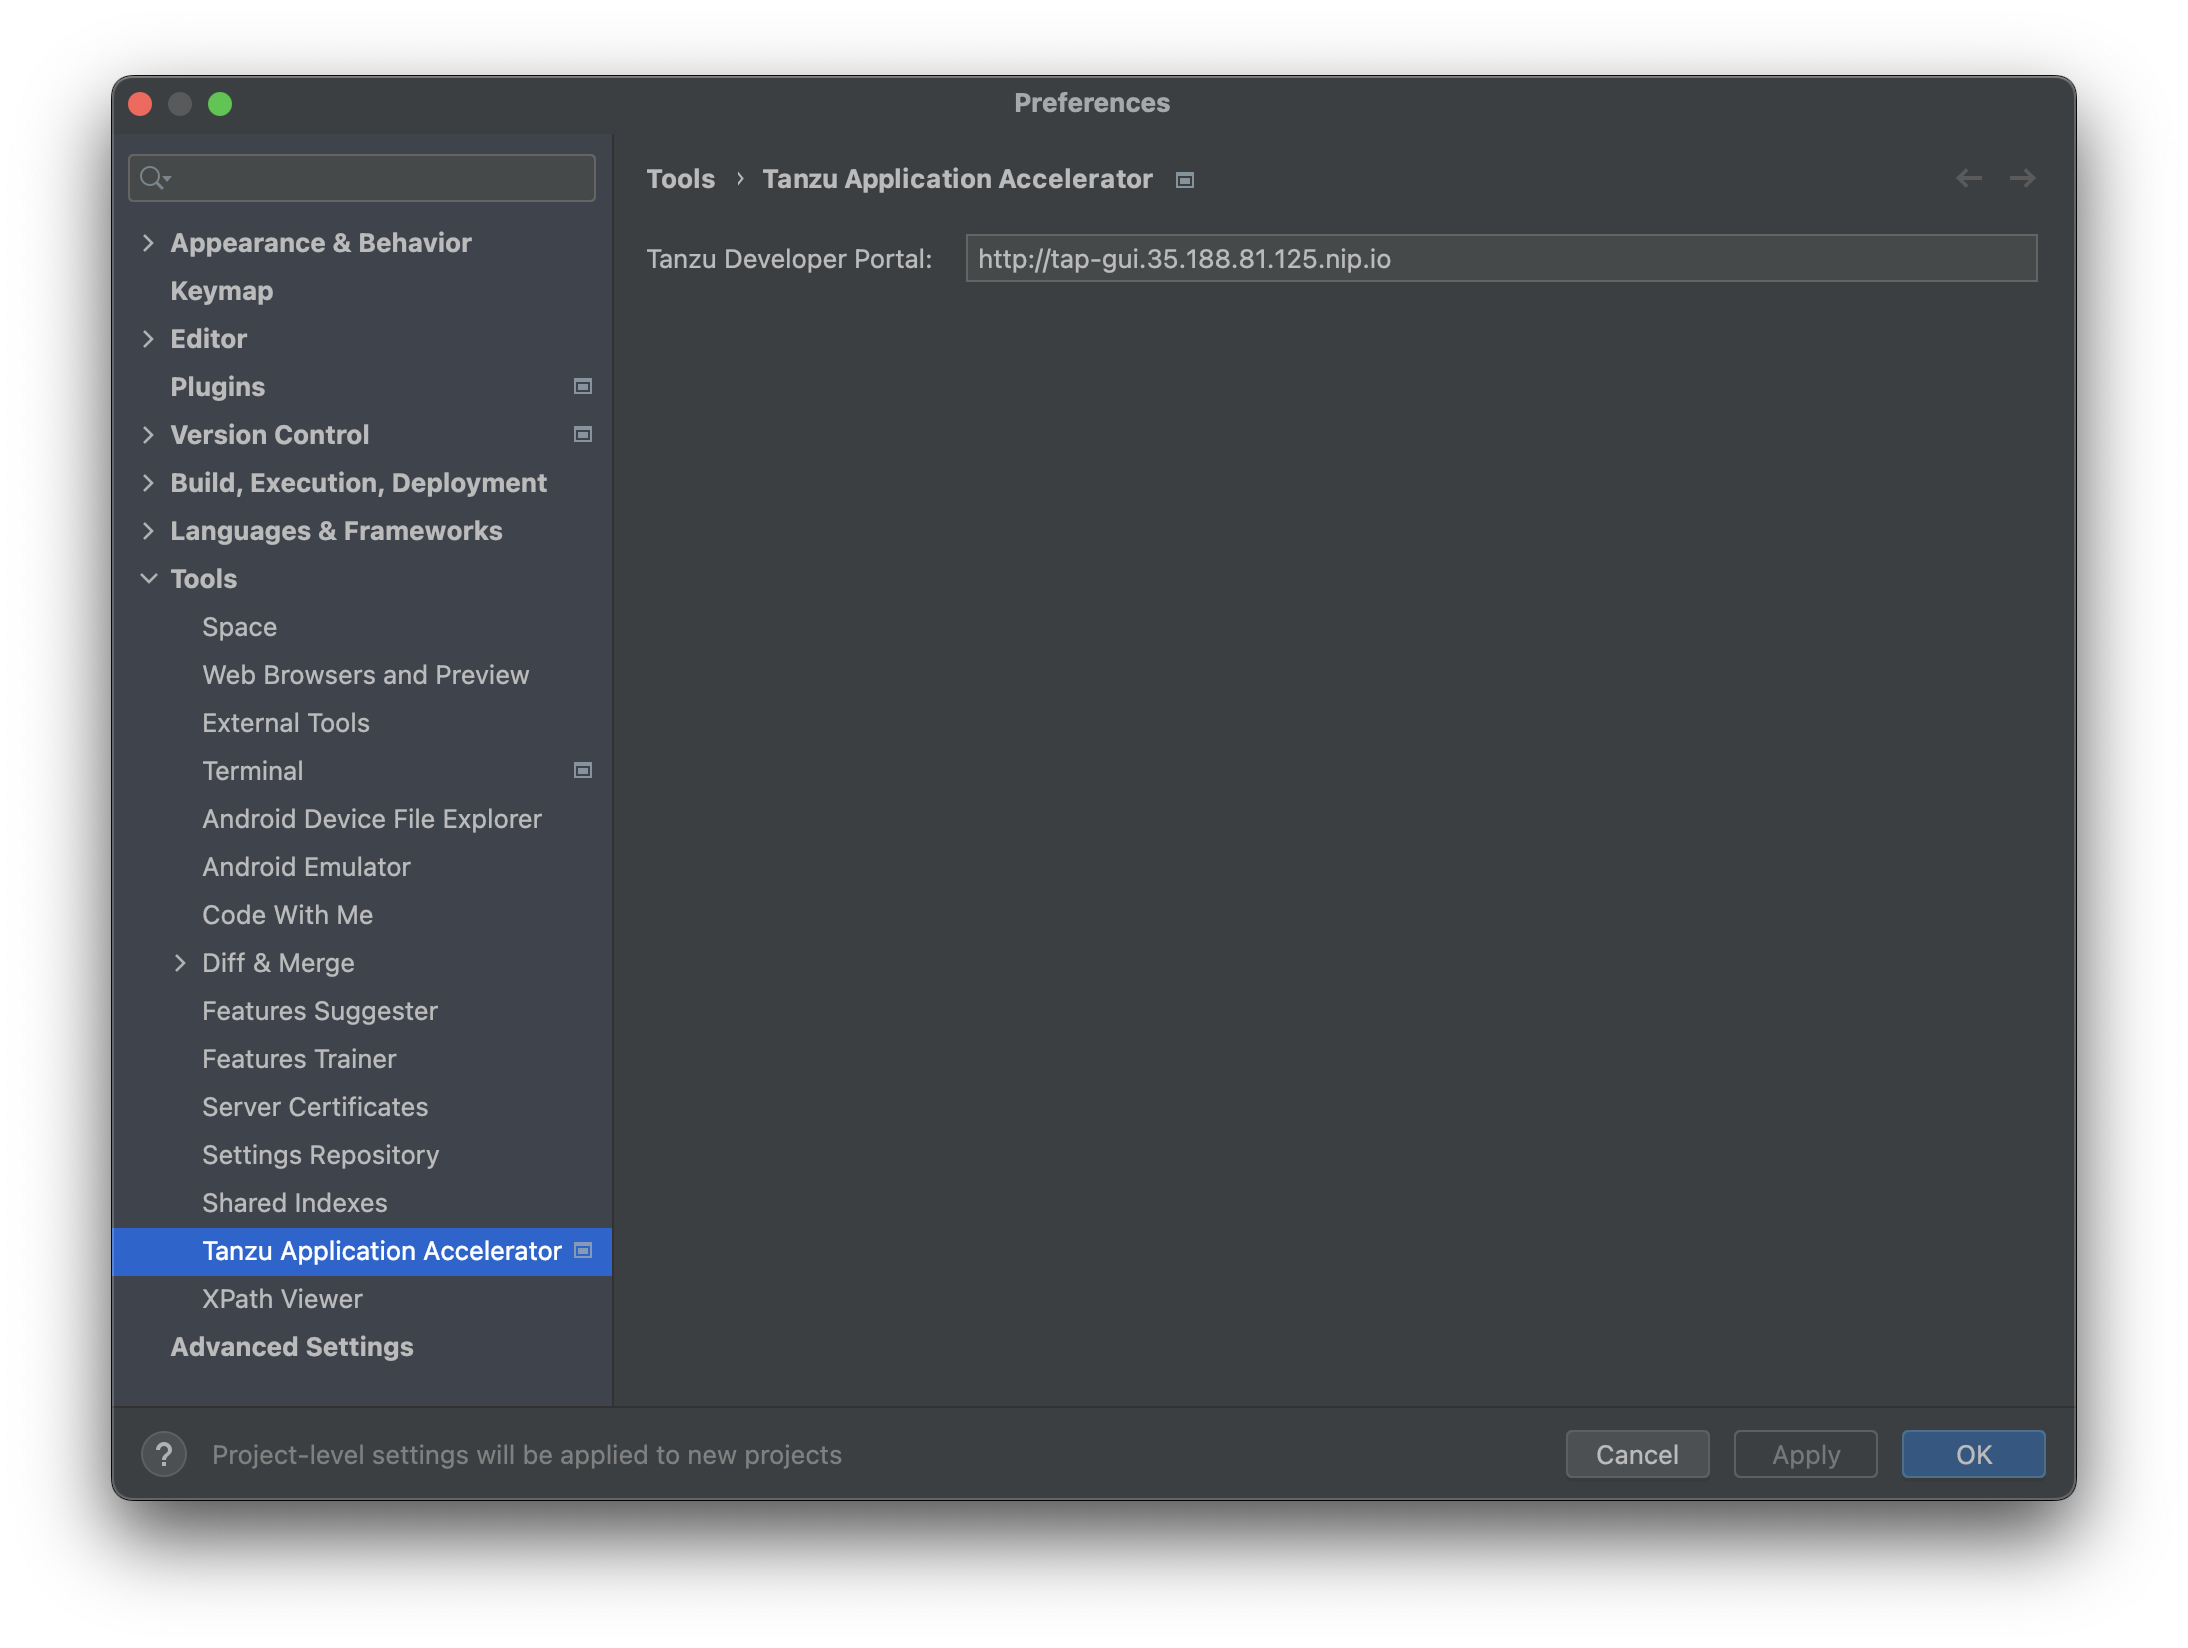 Preferences
Appearance & Behavior
Keymap
Editor
Plugins
Version Control
Build, Execution, Deployment
Languages & Frameworks
Tools
Space
Web Browsers and Preview
External Tools
Terminal
Android Device File Explorer
Android Emulator
Code With Me
Diff & Merge
Features Suggester
Features Trainer
Server Certificates
Settings Repository
Shared Indexes
Tanzu Application Accelerator
XPath Viewer
Advanced Settings
Tools › Tanzu Application Accelerator
Tanzu Developer Portal: http://tap-gui.35.188.81.125.nip.io
? Project-level settings will be applied to new projects
Cancel Apply OK